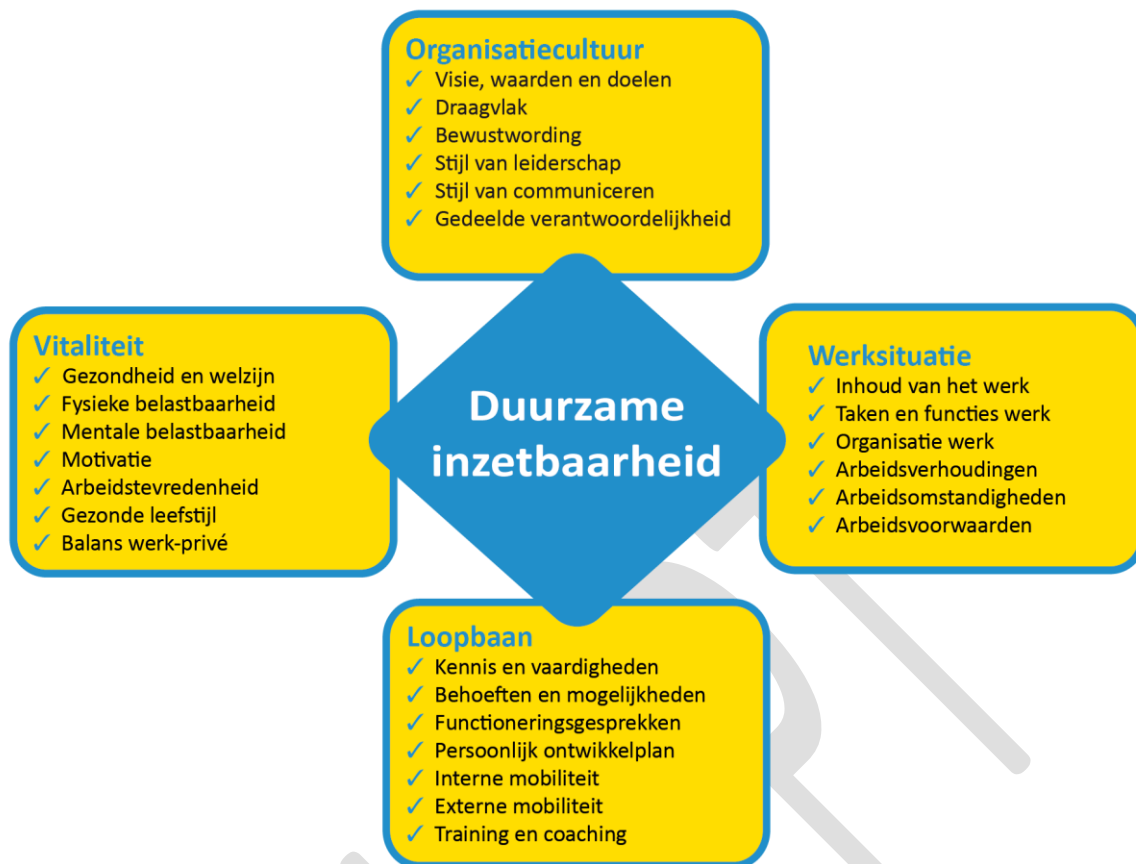 Organisatiecultuur
✓ Visie, waarden en doelen
✓ Draagvlak
✓ Bewustwording
✓ Stijl van leiderschap
✓ Stijl van communiceren
✓ Gedeelde verantwoordelijkheid
Vitaliteit
✓ Gezondheid en welzijn
✓ Fysieke belastbaarheid
✓ Mentale belastbaarheid
✓ Motivatie
✓ Arbeidstevredenheid
✓ Gezonde leefstijl
✓ Balans werk-privé
Duurzame
inzetbaarheid
Werksituatie
✓ Inhoud van het werk
✓ Taken en functies werk
✓ Organisatie werk
✓ Arbeidsverhoudingen
✓ Arbeidsomstandigheden
✓ Arbeidsvoorwaarden
Loopbaan
✓ Kennis en vaardigheden
✓ Behoeften en mogelijkheden
✓ Functioneringsgesprekken
✓ Persoonlijk ontwikkelplan
✓ Interne mobiliteit
✓ Externe mobiliteit
✓ Training en coaching